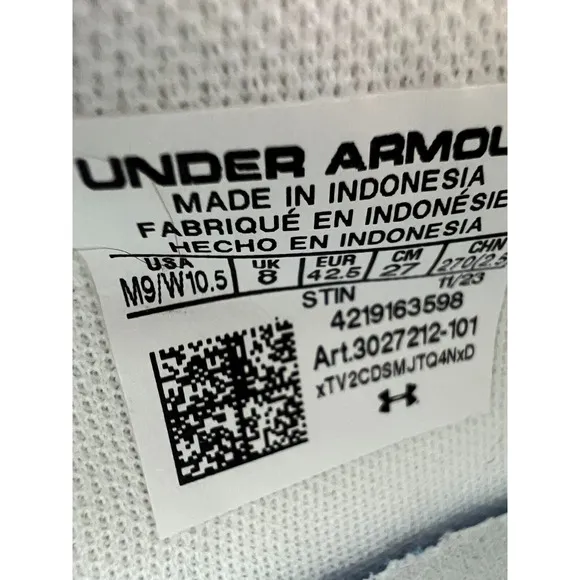 UNDER ARMOU
MADE IN INDONESIA
FABRIQUÉ EN INDONÉSIE
HECHO EN INDONESIA
USA UK EUR CM CHN
M9/W10.5 8 42.5 27 270/2.5
11/23
STIN
4219163598
Art.3027212-101
xTV2CDSMJTQ4NxD